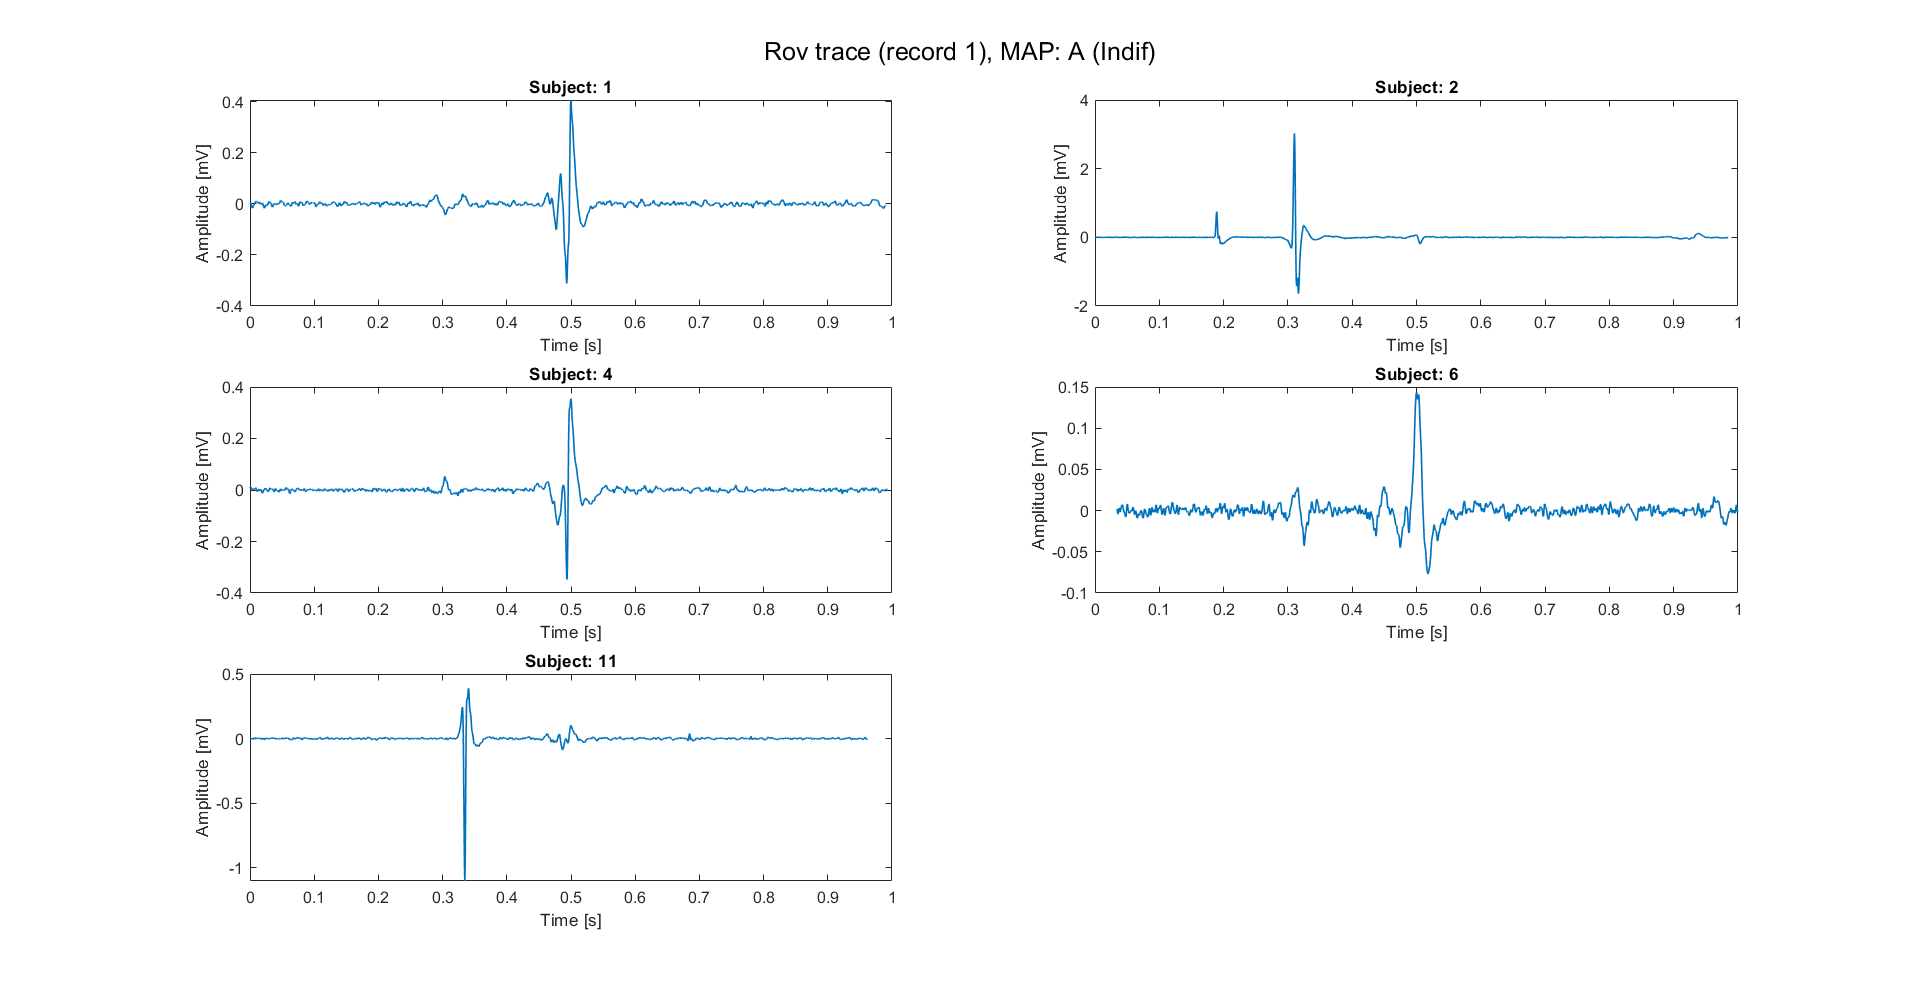 Rov trace (record 1), MAP: A (Indif)
Subject: 1
0.4
0.2
0
-0.2
-0.4
Amplitude [mV]
0 0.1 0.2 0.3 0.4 0.5 0.6 0.7 0.8 0.9 1
Time [s]
Subject: 2
4
2
0
-2
Amplitude [mV]
0 0.1 0.2 0.3 0.4 0.5 0.6 0.7 0.8 0.9 1
Time [s]
Subject: 4
0.4
0.2
0
-0.2
-0.4
Amplitude [mV]
0 0.1 0.2 0.3 0.4 0.5 0.6 0.7 0.8 0.9 1
Time [s]
Subject: 6
0.15
0.1
0.05
0
-0.05
-0.1
Amplitude [mV]
0 0.1 0.2 0.3 0.4 0.5 0.6 0.7 0.8 0.9 1
Time [s]
Subject: 11
0.5
0
-0.5
-1
Amplitude [mV]
0 0.1 0.2 0.3 0.4 0.5 0.6 0.7 0.8 0.9 1
Time [s]